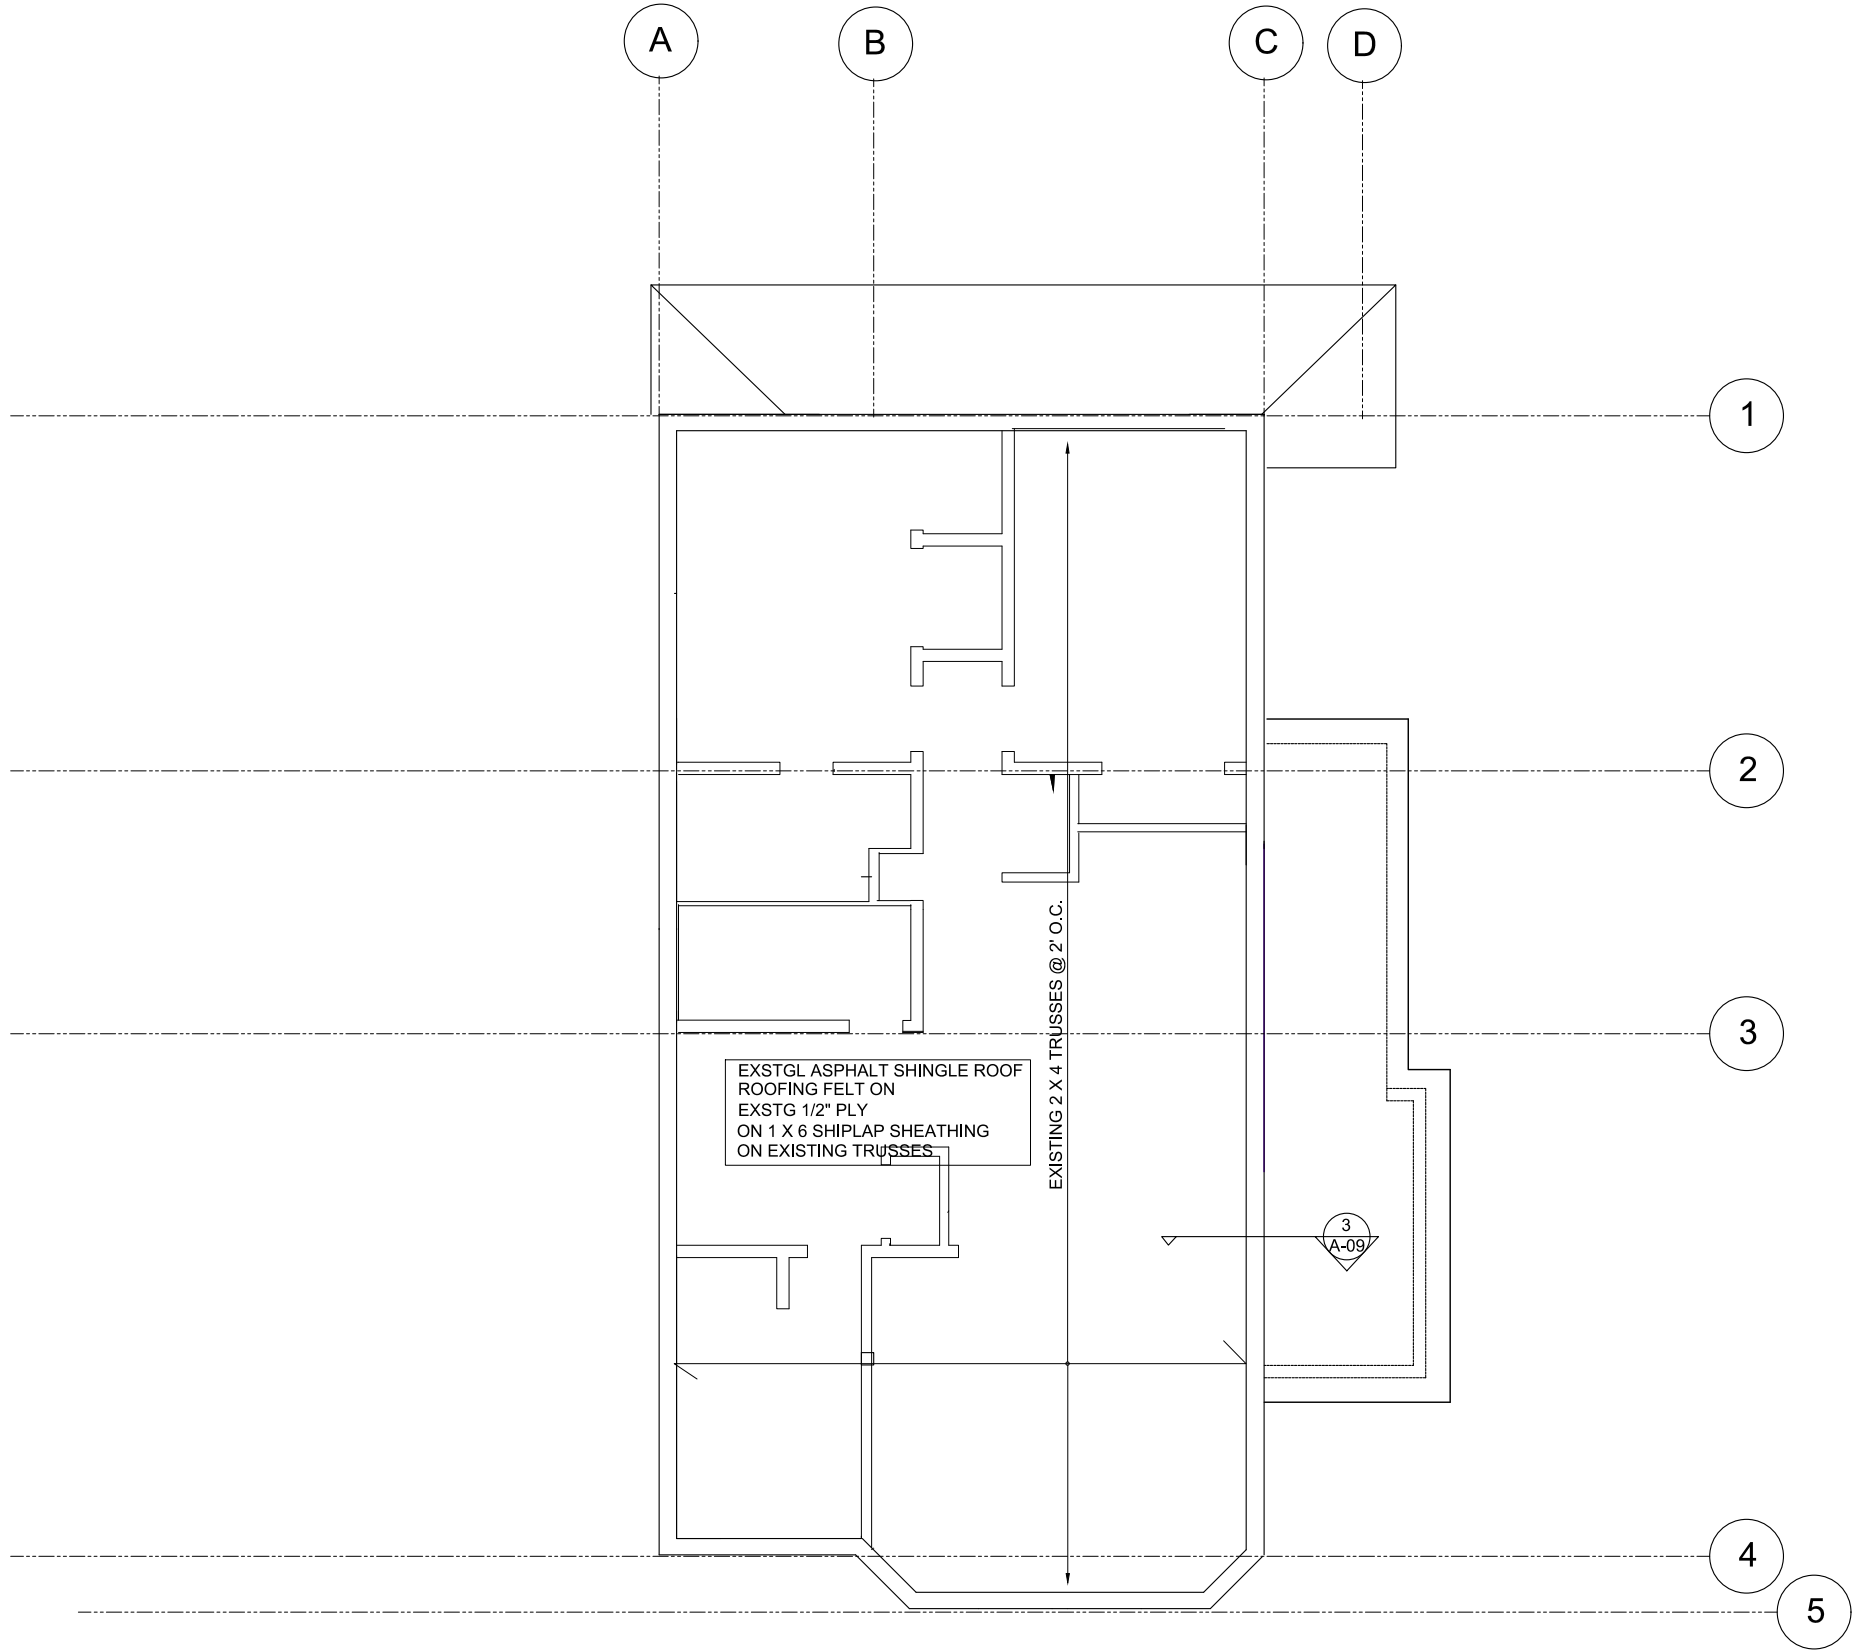 A
B
C
D
1
2
3
4
5
EXISTING 2 X 4 TRUSSES @ 2' O.C.
EXSTGL ASPHALT SHINGLE ROOF
ROOFING FELT ON
EXSTG 1/2" PLY
ON 1 X 6 SHIPLAP SHEATHING
ON EXISTING TRUSSES
3
A-09